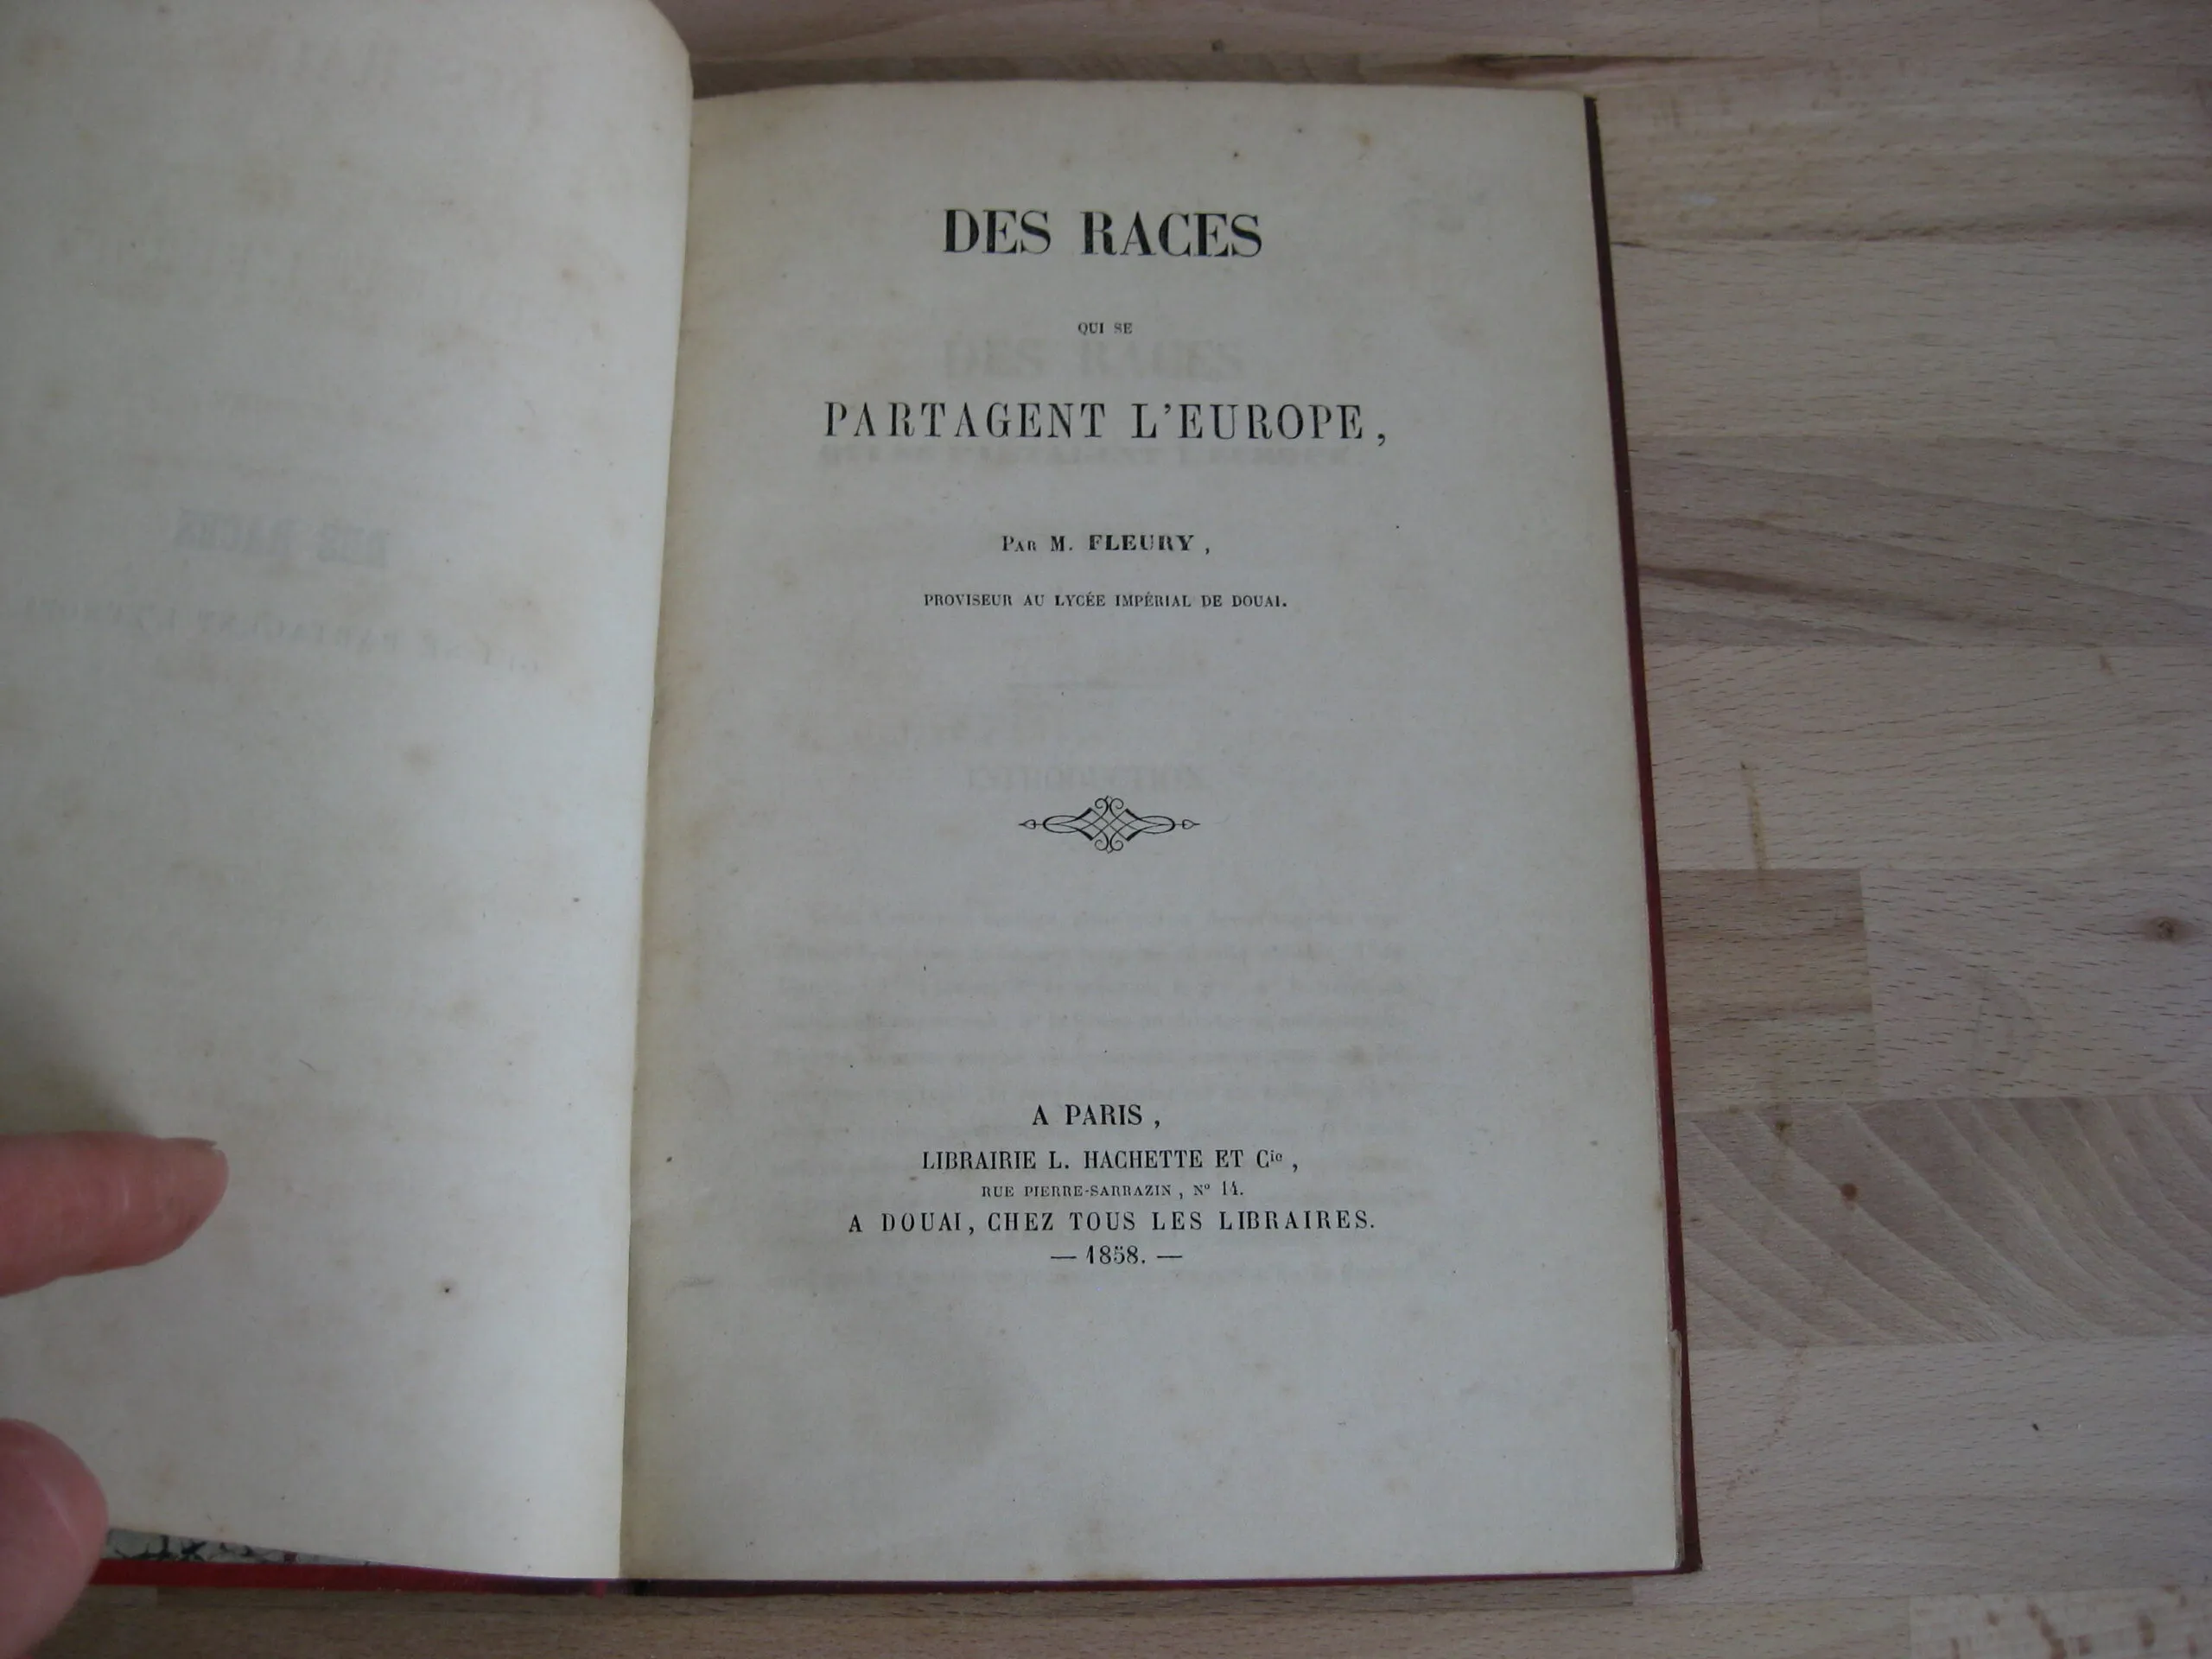 DES RACES
QUI SE
PARTAGENT L'EUROPE,
PAR M. FLEURY,
PROVISEUR AU LYCÉE IMPÉRIAL DE DOUAI.
INTRODUCTION
A PARIS,
LIBRAIRIE L. HACHETTE ET Cie,
RUE PIERRE-SARRAZIN, N° 14.
A DOUAI, CHEZ TOUS LES LIBRAIRES.
— 1858. —